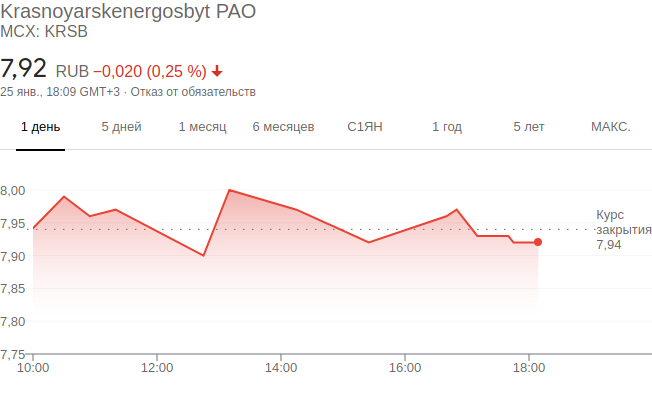 Krasnoyarskenergosbyt PAO
MCX: KRSB
7,92 RUB −0,020 (0,25 %)
25 янв., 18:09 GMT+3 · Отказ от обязательств
1 день 5 дней 1 месяц 6 месяцев С1ЯН 1 год 5 лет МАКС.
8,00
7,95
7,90
7,85
7,80
7,75
Курс
закрытия
7,94
10:00 12:00 14:00 16:00 18:00